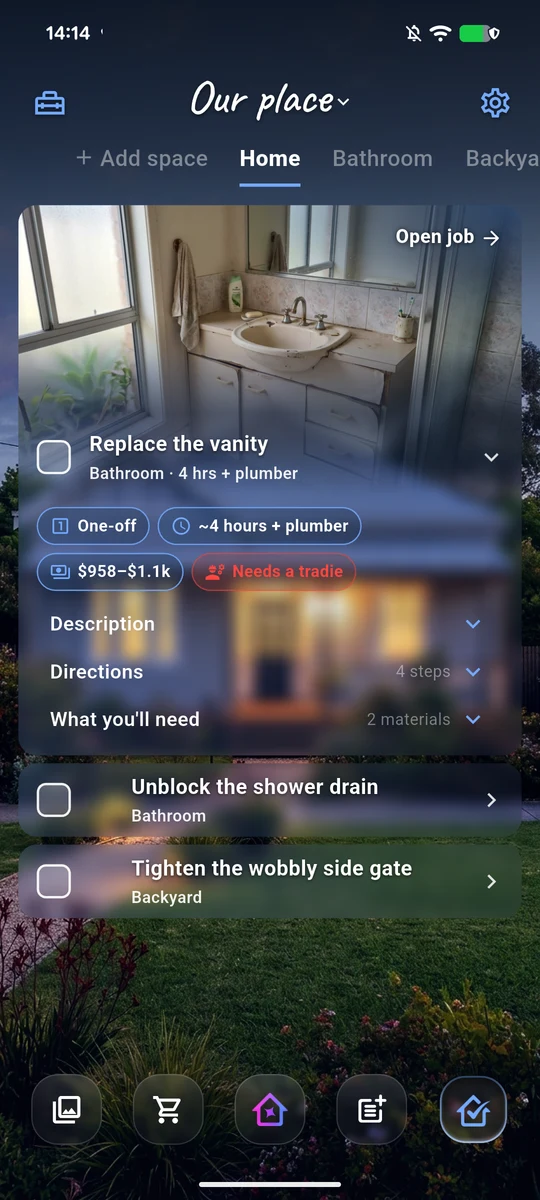 14:14
Our place
+ Add space
Home
Bathroom
Backya
Open job →
Replace the vanity
Bathroom · 4 hrs + plumber
1 One-off
~4 hours + plumber
$958–$1.1k
Needs a tradie
Description
Directions
4 steps
What you'll need
2 materials
Unblock the shower drain
Bathroom
Tighten the wobbly side gate
Backyard